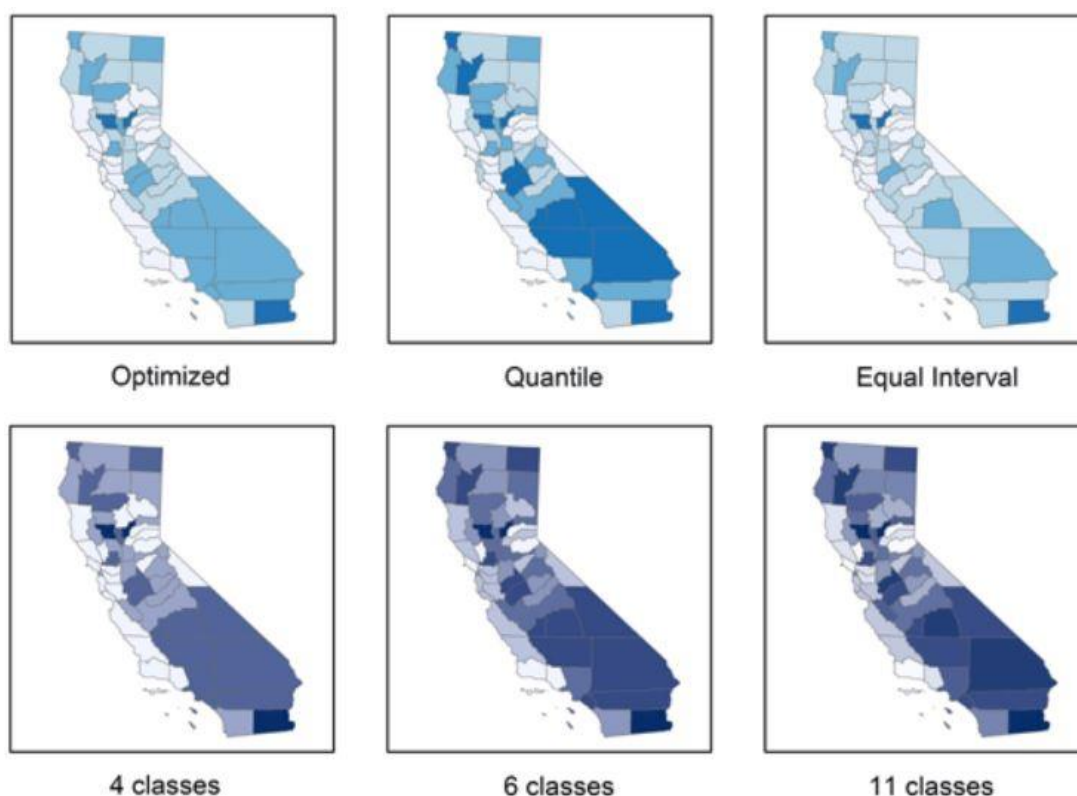 Optimized
Quantile
Equal Interval
4 classes
6 classes
11 classes